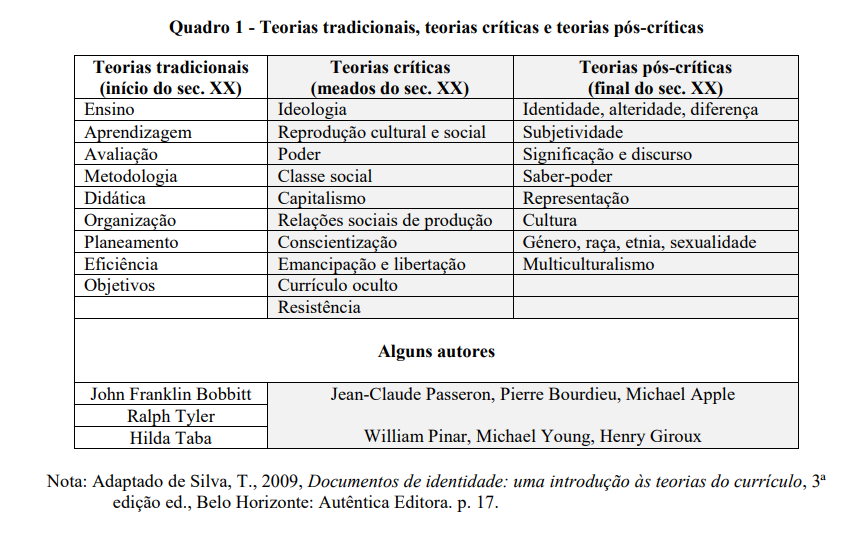 Quadro 1 - Teorias tradicionais, teorias críticas e teorias pós-críticas
Teorias tradicionais (início do sec. XX) Teorias críticas (meados do sec. XX) Teorias pós-críticas (final do sec. XX)
Ensino Ideologia Identidade, alteridade, diferença
Aprendizagem Reprodução cultural e social Subjetividade
Avaliação Poder Significação e discurso
Metodologia Classe social Saber-poder
Didática Capitalismo Representação
Organização Relações sociais de produção Cultura
Planeamento Conscientização Género, raça, etnia, sexualidade
Eficiência Emancipação e libertação Multiculturalismo
Objetivos Currículo oculto
Resistência
Alguns autores
John Franklin Bobbitt Jean-Claude Passeron, Pierre Bourdieu, Michael Apple
Ralph Tyler
Hilda Taba William Pinar, Michael Young, Henry Giroux
Nota: Adaptado de Silva, T., 2009, Documentos de identidade: uma introdução às teorias do currículo, 3ª
edição ed., Belo Horizonte: Autêntica Editora. p. 17.